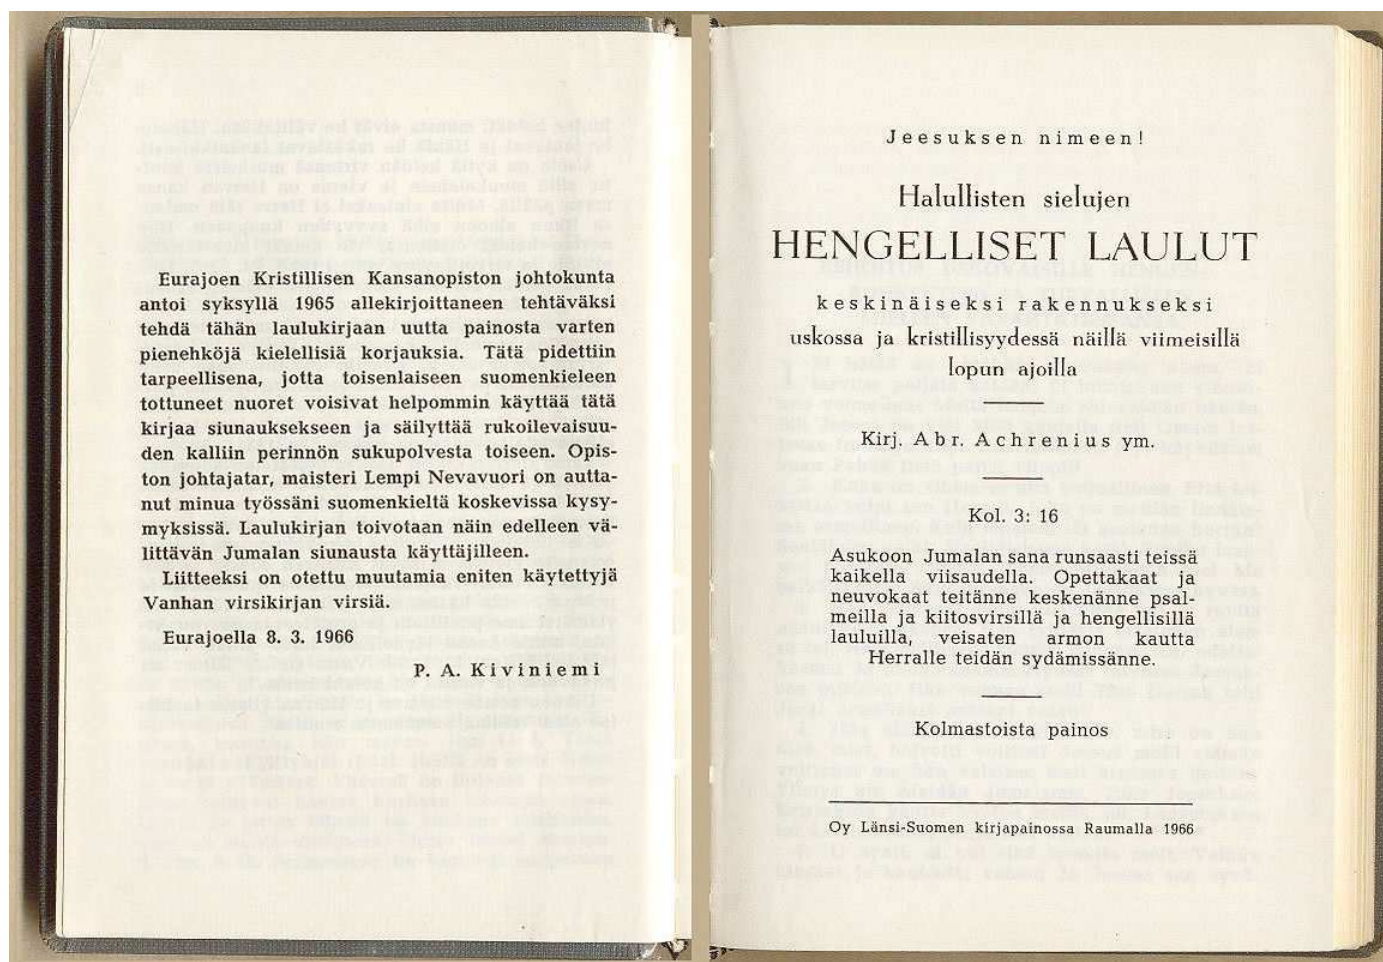 Eurajoen Kristillisen Kansanopiston johtokunta
antoi syksyllä 1965 allekirjoittaneen tehtäväksi
tehdä tähän laulukirjaan uutta painosta varten
pienehköjä kielellisiä korjauksia. Tätä pidettiin
tarpeellisena, jotta toisenlaiseen suomenkieleen
tottuneet nuoret voisivat helpommin käyttää tätä
kirjaa siunauksekseen ja säilyttää rukoilevaisuu-
den kalliin perinnön sukupolvesta toiseen. Opis-
ton johtajatar, maisteri Lempi Nevavuori on autta-
nut minua työssäni suomenkieltä koskevissa kysy-
myksissä. Laulukirjan toivotaan näin edelleen vä-
littävän Jumalan siunausta käyttäjilleen.
Liitteeksi on otettu muutamia eniten käytettyjä
Vanhan virsikirjan virsiä.
Eurajoella 8. 3. 1966
P. A. Kiviniemi
Jeesuksen nimeen!
Halullisten sielujen
HENGELLISET LAULUT
keskinäiseksi rakennukseksi
uskossa ja kristillisyydessä näillä viimeisillä
lopun ajoilla
Kirj. Abr. Achrenius ym.
Kol. 3: 16
Asukoon Jumalan sana runsaasti teissä
kaikella viisaudella. Opettakaat ja
neuvokaat teitänne keskenänne psal-
meilla ja kiitosvirsillä ja hengellisillä
lauluilla, veisaten armon kautta
Herralle teidän sydämissänne.
Kolmastoista painos
Oy Länsi-Suomen kirjapainossa Raumalla 1966